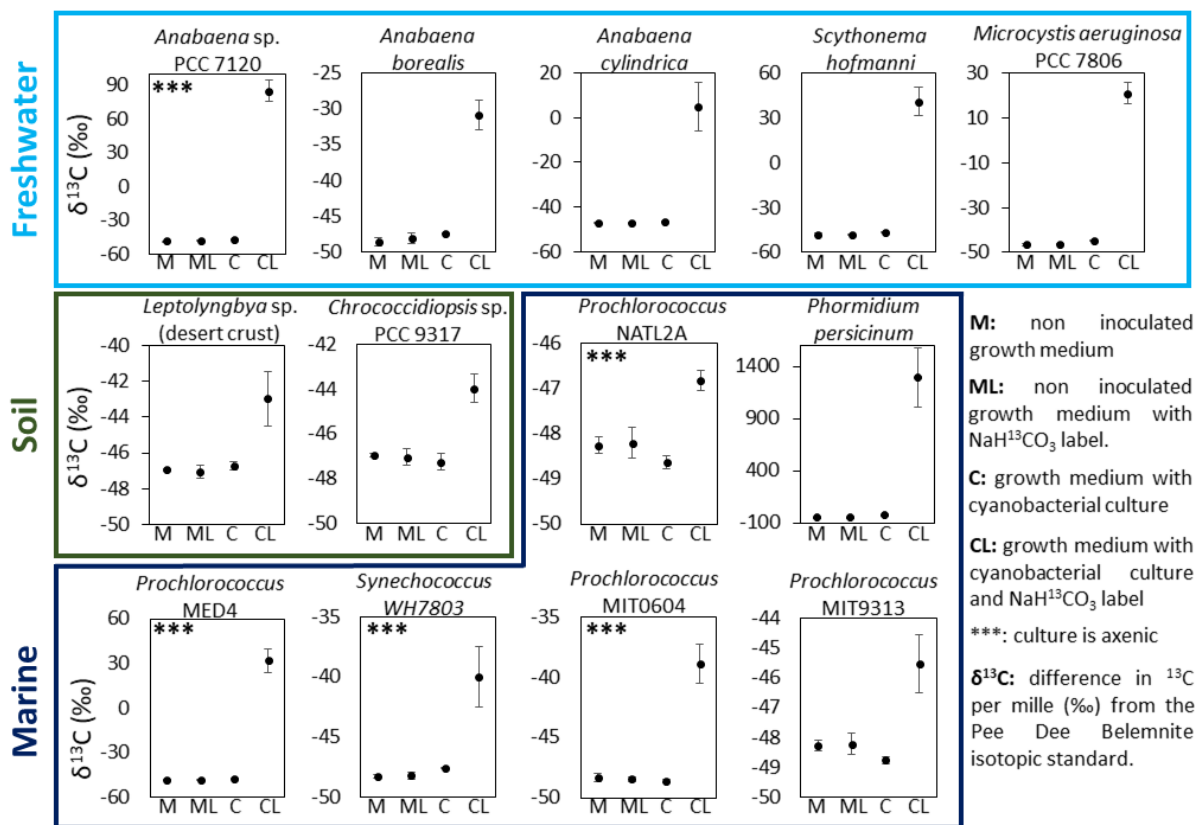 Freshwater
Anabaena sp.
PCC 7120
Anabaena
borealis
Anabaena
cylindrica
Scythonema
hofmanni
Microcystis aeruginosa
PCC 7806
δ¹³C (‰)
90
60
30
0
-30
-60
***
M ML C CL
-25
-30
-35
-40
-45
-50
M ML C CL
20
0
-20
-40
-60
M ML C CL
60
30
0
-30
-60
M ML C CL
30
10
-10
-30
-50
M ML C CL
Soil
Leptolyngbya sp.
(desert crust)
Chrococcidiopsis sp.
PCC 9317
δ¹³C (‰)
-40
-42
-44
-46
-48
-50
M ML C CL
-42
-44
-46
-48
-50
M ML C CL
Prochlorococcus
NATL2A
Phormidium
persicinum
-46
-47
-48
-49
-50
***
M ML C CL
1400
900
400
-100
M ML C CL
Marine
Prochlorococcus
MED4
Synechococcus
WH7803
Prochlorococcus
MIT0604
Prochlorococcus
MIT9313
δ¹³C (‰)
60
30
0
-30
-60
***
M ML C CL
-35
-40
-45
-50
***
M ML C CL
-35
-40
-45
-50
***
M ML C CL
-44
-45
-46
-47
-48
-49
-50
M ML C CL
M: non inoculated
growth medium
ML: non inoculated
growth medium with
NaH¹³CO₃ label.
C: growth medium with
cyanobacterial culture
CL: growth medium with
cyanobacterial culture
and NaH¹³CO₃ label
***: culture is axenic
δ¹³C: difference in ¹³C
per mille (‰) from the
Pee Dee Belemnite
isotopic standard.